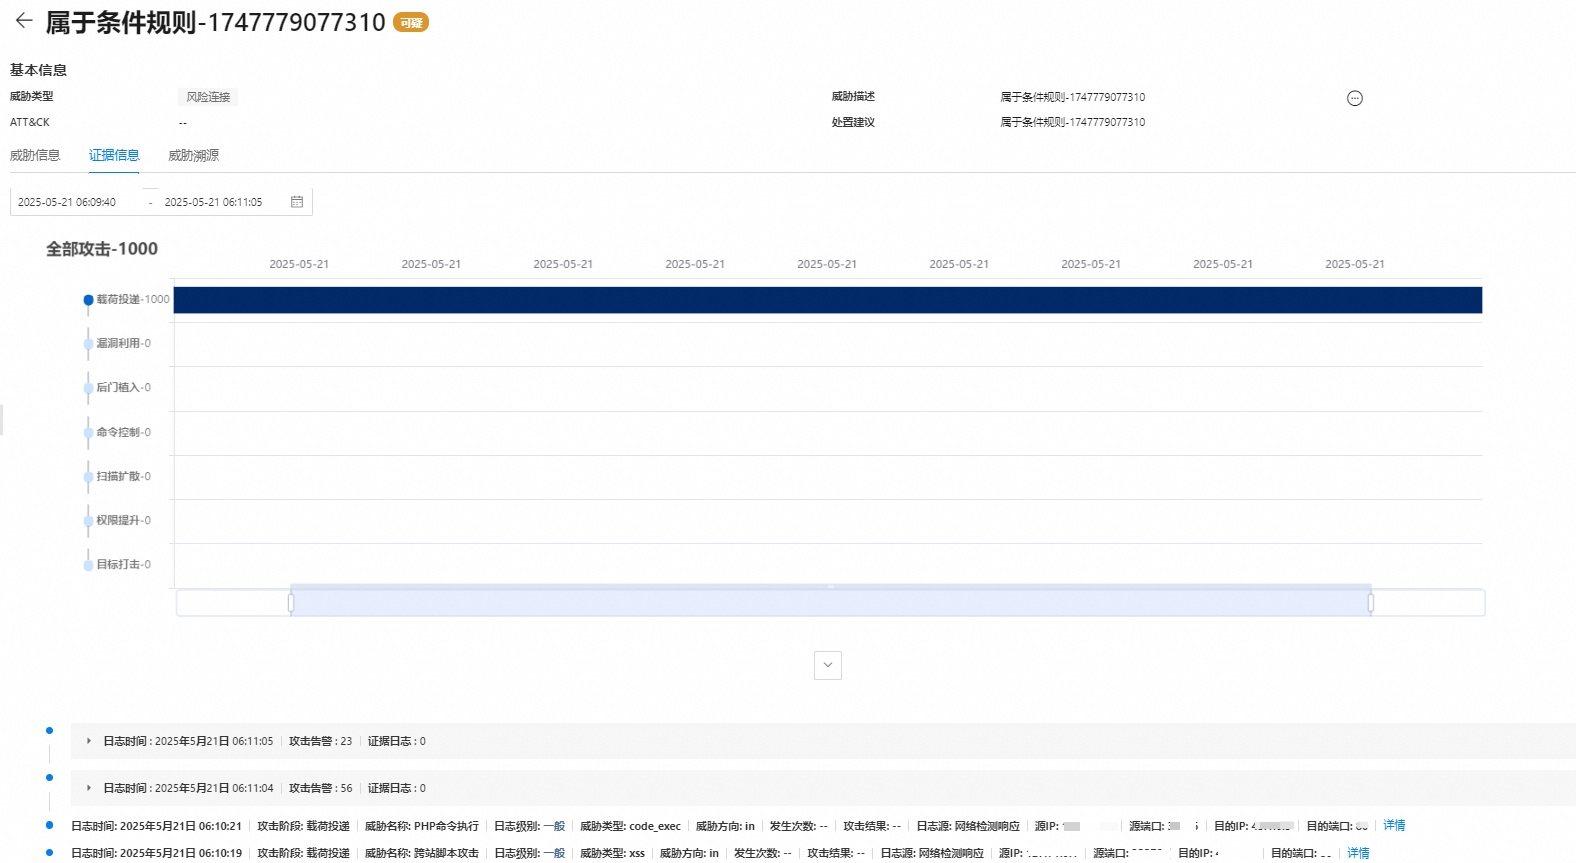 属于条件规则-1747779077310 可疑
基本信息
威胁类型 风险连接 威胁描述 属于条件规则-1747779077310
ATT&CK -- 处置建议 属于条件规则-1747779077310
威胁信息 证据信息 威胁溯源
2025-05-21 06:09:40 - 2025-05-21 06:11:05
全部攻击-1000
2025-05-21 2025-05-21 2025-05-21 2025-05-21 2025-05-21 2025-05-21 2025-05-21 2025-05-21 2025-05-21
载荷投递-1000
漏洞利用-0
后门植入-0
命令控制-0
扫描扩散-0
权限提升-0
目标打击-0
日志时间 : 2025年5月21日 06:11:05 攻击告警 : 23 证据日志 : 0
日志时间 : 2025年5月21日 06:11:04 攻击告警 : 56 证据日志 : 0
日志时间: 2025年5月21日 06:10:21 攻击阶段: 载荷投递 威胁名称: PHP命令执行 日志级别: 一般 威胁类型: code_exec 威胁方向: in 发生次数: -- 攻击结果: -- 日志源: 网络检测响应 源IP: 源端口: 目的IP: 目的端口: 详情
日志时间: 2025年5月21日 06:10:19 攻击阶段: 载荷投递 威胁名称: 跨站脚本攻击 日志级别: 一般 威胁类型: xss 威胁方向: in 发生次数: -- 攻击结果: -- 日志源: 网络检测响应 源IP: 源端口: 目的IP: 目的端口: 详情